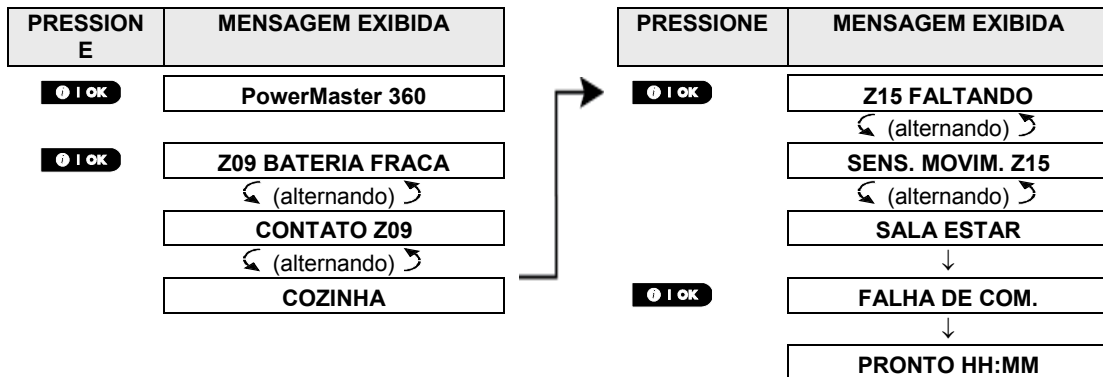 PRESSION
E
MENSAGEM EXIBIDA
i | OK
PowerMaster 360
i | OK
Z09 BATERIA FRACA
(alternando)
CONTATO Z09
(alternando)
COZINHA
PRESSIONE
MENSAGEM EXIBIDA
i | OK
Z15 FALTANDO
(alternando)
SENS. MOVIM. Z15
(alternando)
SALA ESTAR
↓
i | OK
FALHA DE COM.
↓
PRONTO HH:MM